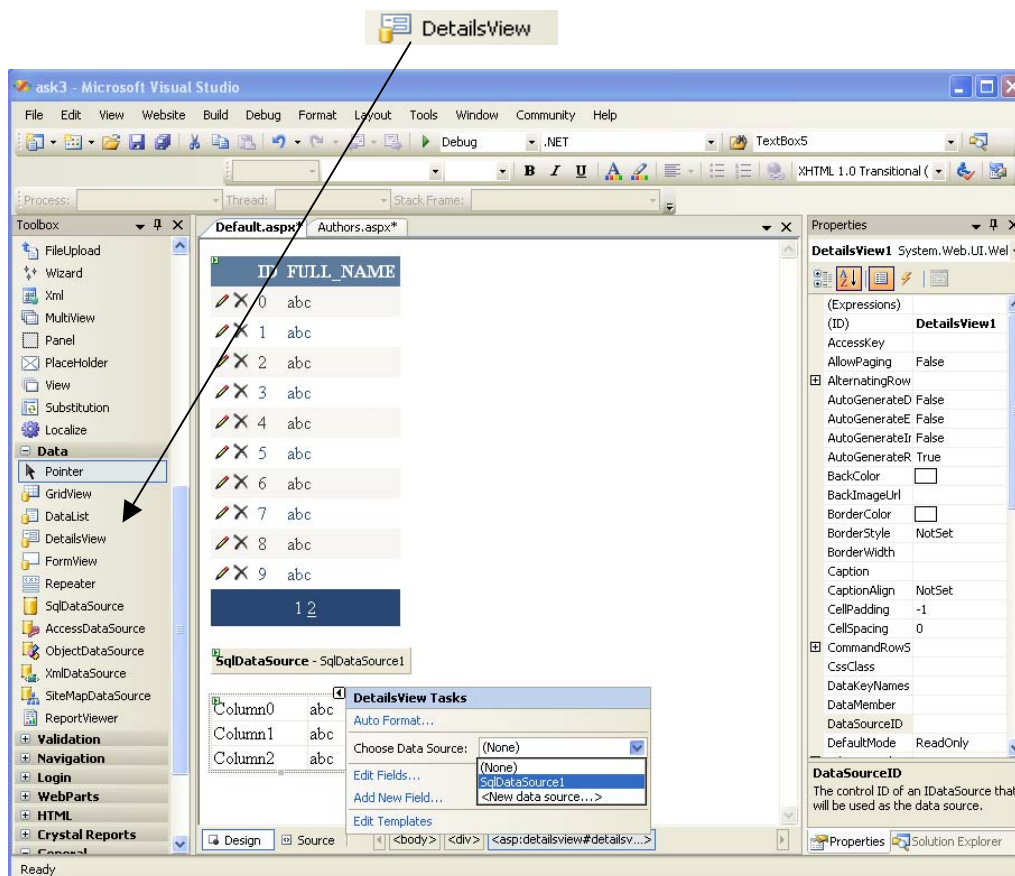 DetailsView
ask3 - Microsoft Visual Studio
File Edit View Website Build Debug Format Layout Tools Window Community Help
Debug .NET TextBox5
B I U A XHTML 1.0 Transitional (
Process: Thread: Stack Frame:
Toolbox
FileUpload
Wizard
Xml
MultiView
Panel
PlaceHolder
View
Substitution
Localize
Data
Pointer
GridView
DataList
DetailsView
FormView
Repeater
SqlDataSource
AccessDataSource
ObjectDataSource
XmlDataSource
SiteMapDataSource
ReportViewer
Validation
Navigation
Login
WebParts
HTML
Crystal Reports
General
Default.aspx* Authors.aspx*
ID FULL_NAME
0 abc
1 abc
2 abc
3 abc
4 abc
5 abc
6 abc
7 abc
8 abc
9 abc
1 2
SqlDataSource - SqlDataSource1
Column0 abc
Column1 abc
Column2 abc
DetailsView Tasks
Auto Format...
Choose Data Source: (None)
(None)
SqlDataSource1
<New data source...>
Edit Fields...
Add New Field...
Edit Templates
Design Source <body> <div> <asp:detailsview#detailsv...>
Properties
DetailsView1 System.Web.UI.Wel
(Expressions)
(ID) DetailsView1
AccessKey
AllowPaging False
AlternatingRow
AutoGenerateD False
AutoGenerateE False
AutoGenerateIr False
AutoGenerateR True
BackColor
BackImageUrl
BorderColor
BorderStyle NotSet
BorderWidth
Caption
CaptionAlign NotSet
CellPadding -1
CellSpacing 0
CommandRowS
CssClass
DataKeyNames
DataMember
DataSourceID
DefaultMode ReadOnly
DataSourceID
The control ID of an IDataSource that
will be used as the data source.
Properties Solution Explorer
Ready